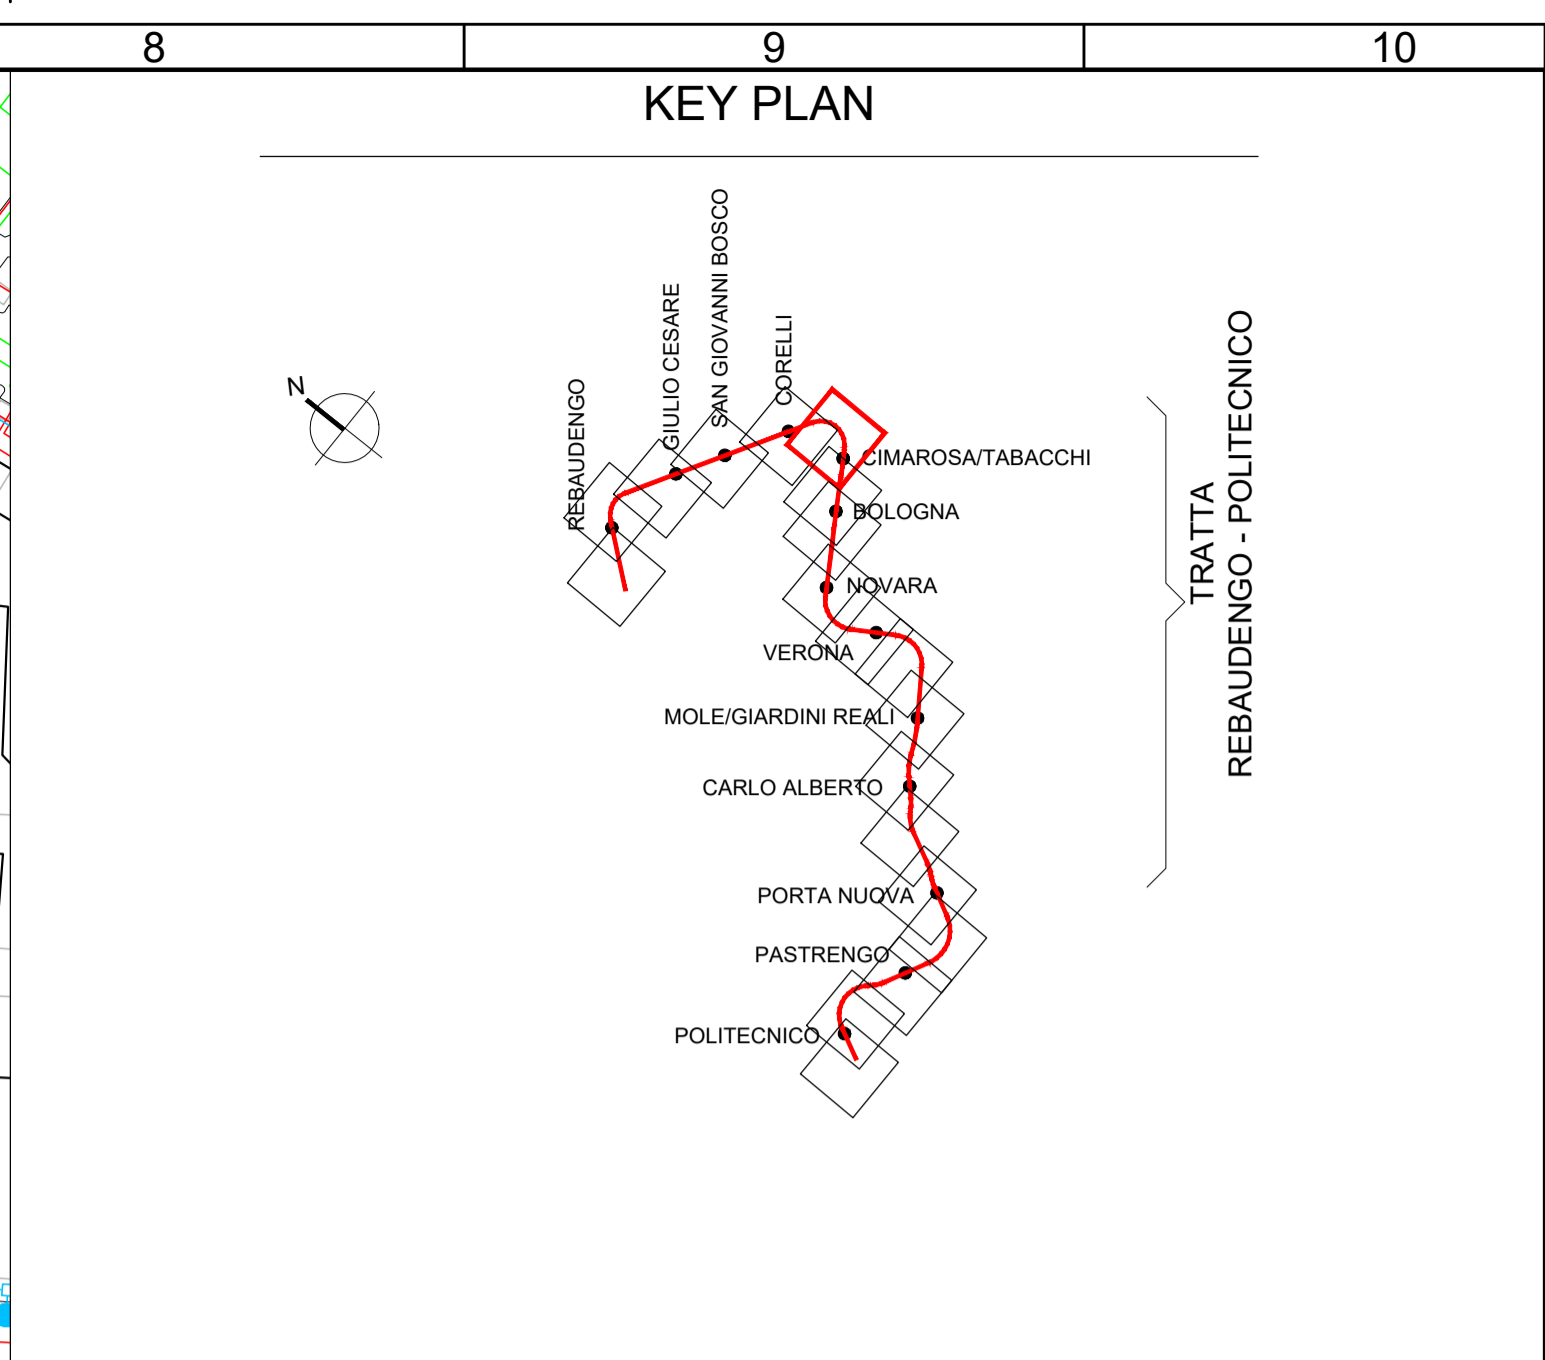 8
9
10
KEY PLAN
N
REBAUDENGO
GIULIO CESARE
SAN GIOVANNI BOSCO
CORELLI
CIMAROSA/TABACCHI
BOLOGNA
NOVARA
VERONA
MOLE/GIARDINI REALI
CARLO ALBERTO
PORTA NUOVA
PASTRENGO
POLITECNICO
TRATTA
REBAUDENGO - POLITECNICO